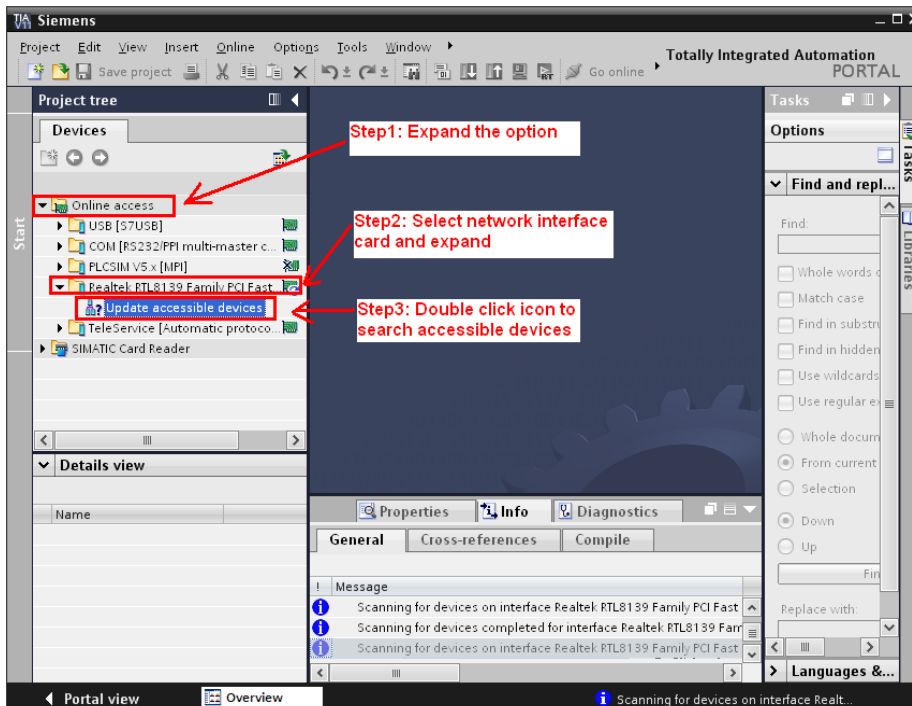 Siemens
Project Edit View Insert Online Options Tools Window
Totally Integrated Automation
PORTAL
Save project
Go online
Project tree
Tasks
Devices
Options
Start
Tasks
Libraries
Step1: Expand the option
Find and repl...
Online access
USB [S7USB]
COM [RS232/PPI multi-master c...
PLCSIM V5.x [MPI]
Realtek RTL8139 Family PCI Fast...
Update accessible devices
TeleService [Automatic protoco...
SIMATIC Card Reader
Step2: Select network interface
card and expand
Step3: Double click icon to
search accessible devices
Find:
Whole words
Match case
Find in substri
Find in hidden
Use wildcards
Use regular ex
Whole docum
From current
Selection
Down
Up
Fin
Replace with:
Languages &...
Details view
Name
Properties Info Diagnostics
General Cross-references Compile
! Message
Scanning for devices on interface Realtek RTL8139 Family PCI Fast
Scanning for devices completed for interface Realtek RTL8139 Fam
Scanning for devices on interface Realtek RTL8139 Family PCI Fast
Portal view Overview
Scanning for devices on interface Realt...